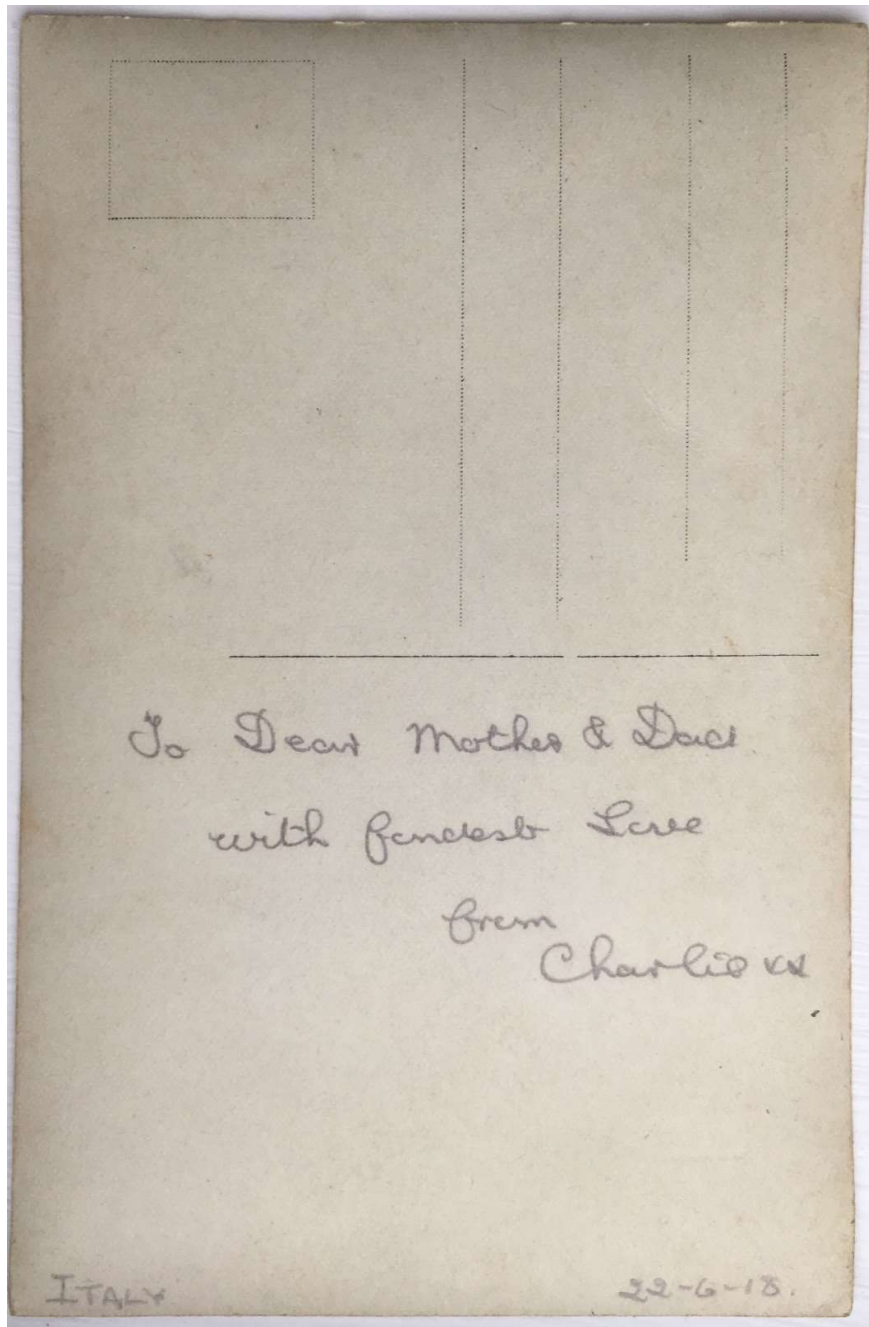 To Dear Mother & Dad.
with fondest Love
from
Charlie xx
ITALY
22-6-18.